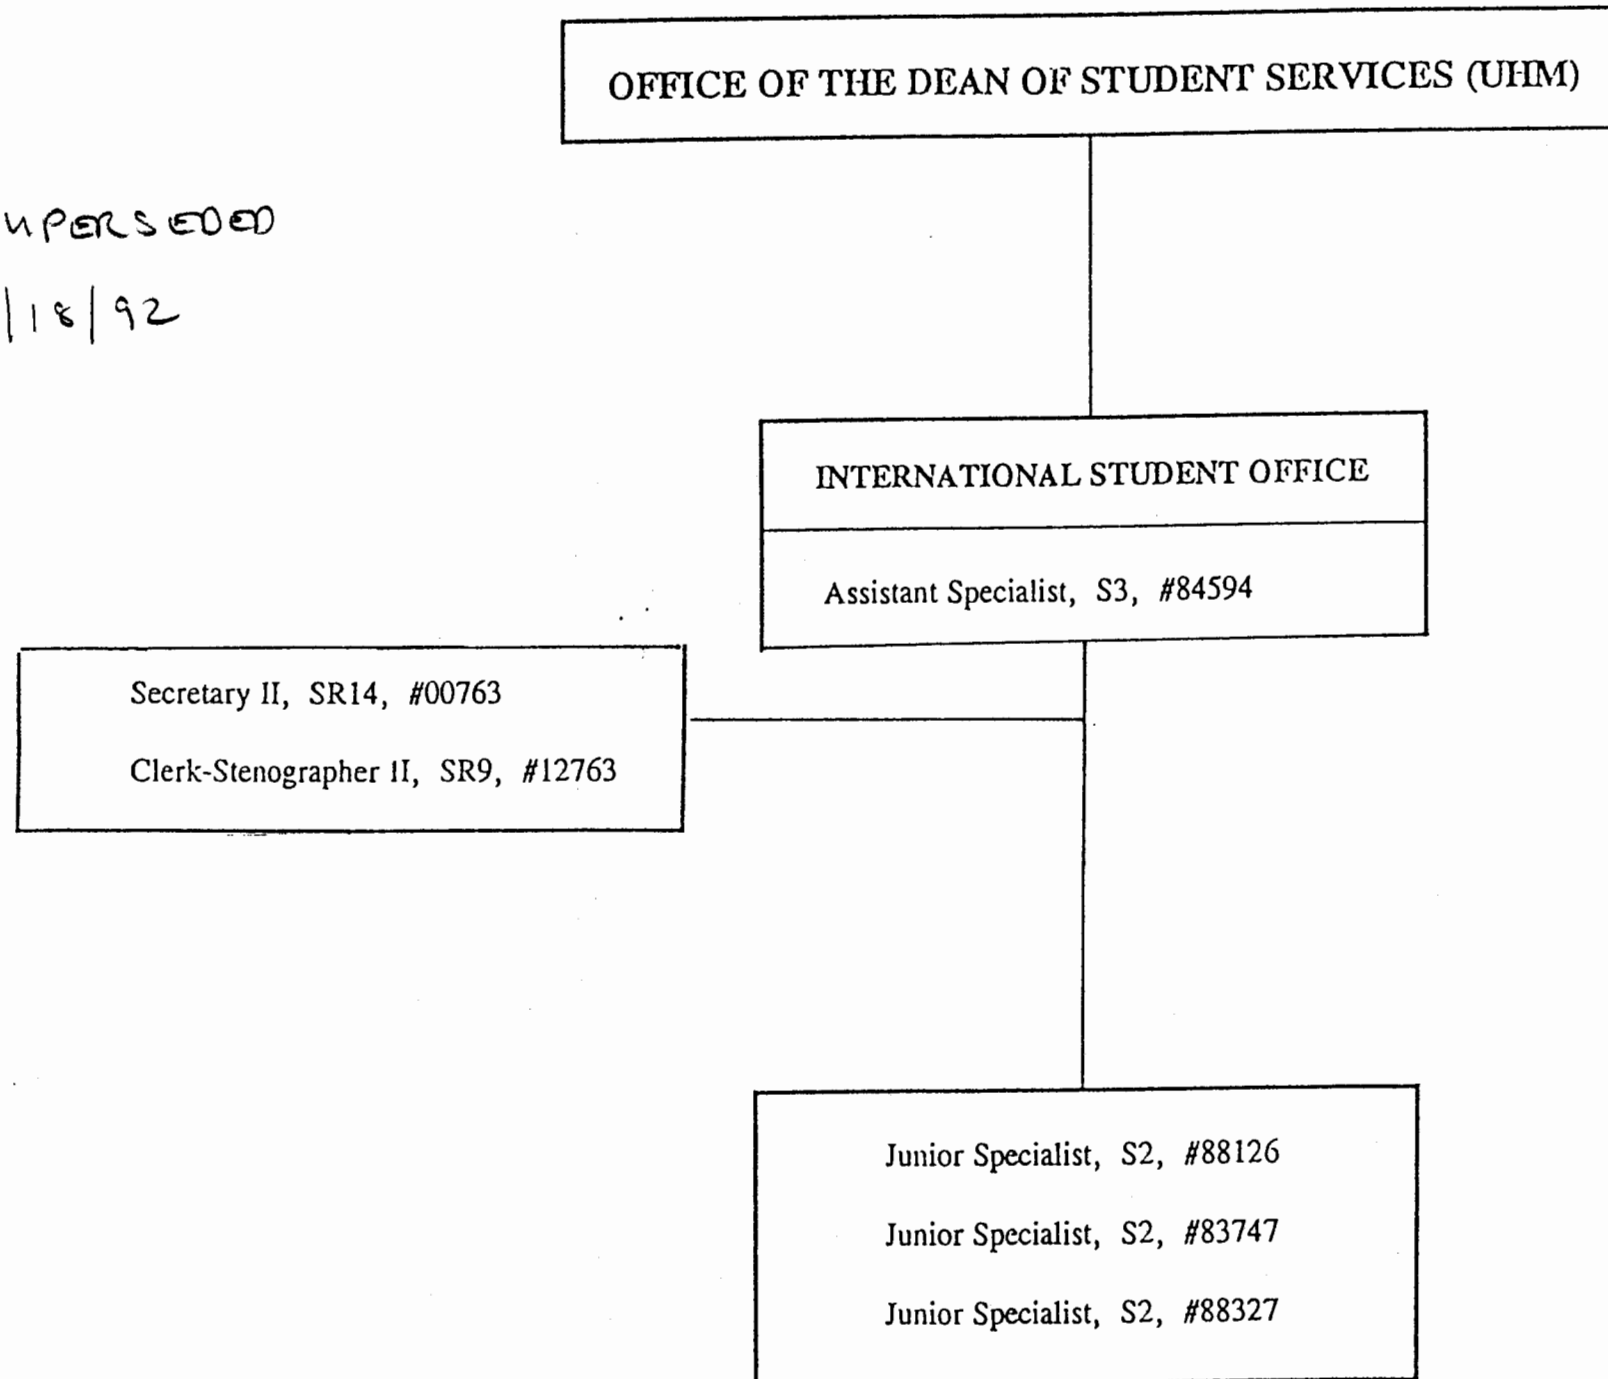 OFFICE OF THE DEAN OF STUDENT SERVICES (UHM)
UPERSEDED
/18/92
INTERNATIONAL STUDENT OFFICE
Assistant Specialist, S3, #84594
Secretary II, SR14, #00763
Clerk-Stenographer II, SR9, #12763
Junior Specialist, S2, #88126
Junior Specialist, S2, #83747
Junior Specialist, S2, #88327